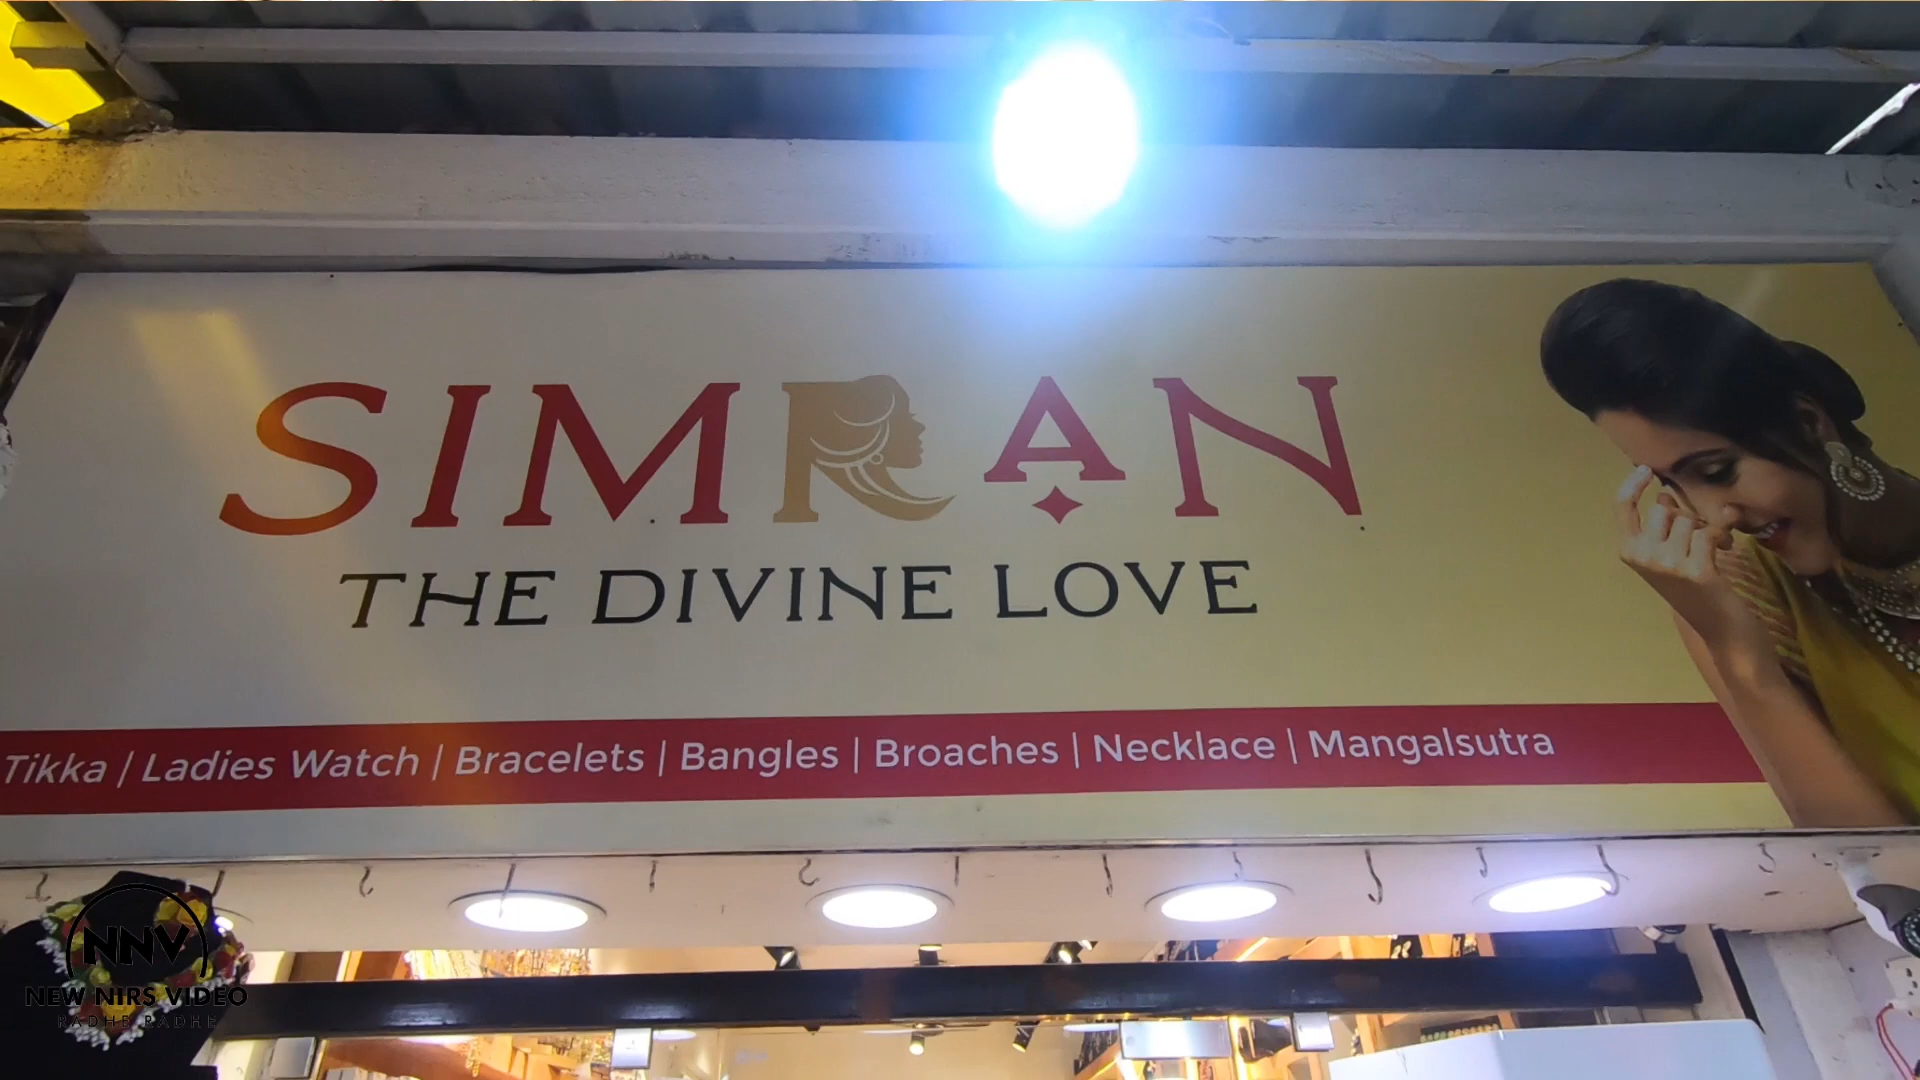 SIMRAN
THE DIVINE LOVE
Tikka | Ladies Watch | Bracelets | Bangles | Broaches | Necklace | Mangalsutra
NNV
NEW NIRS VIDEO
RADHE RADHE